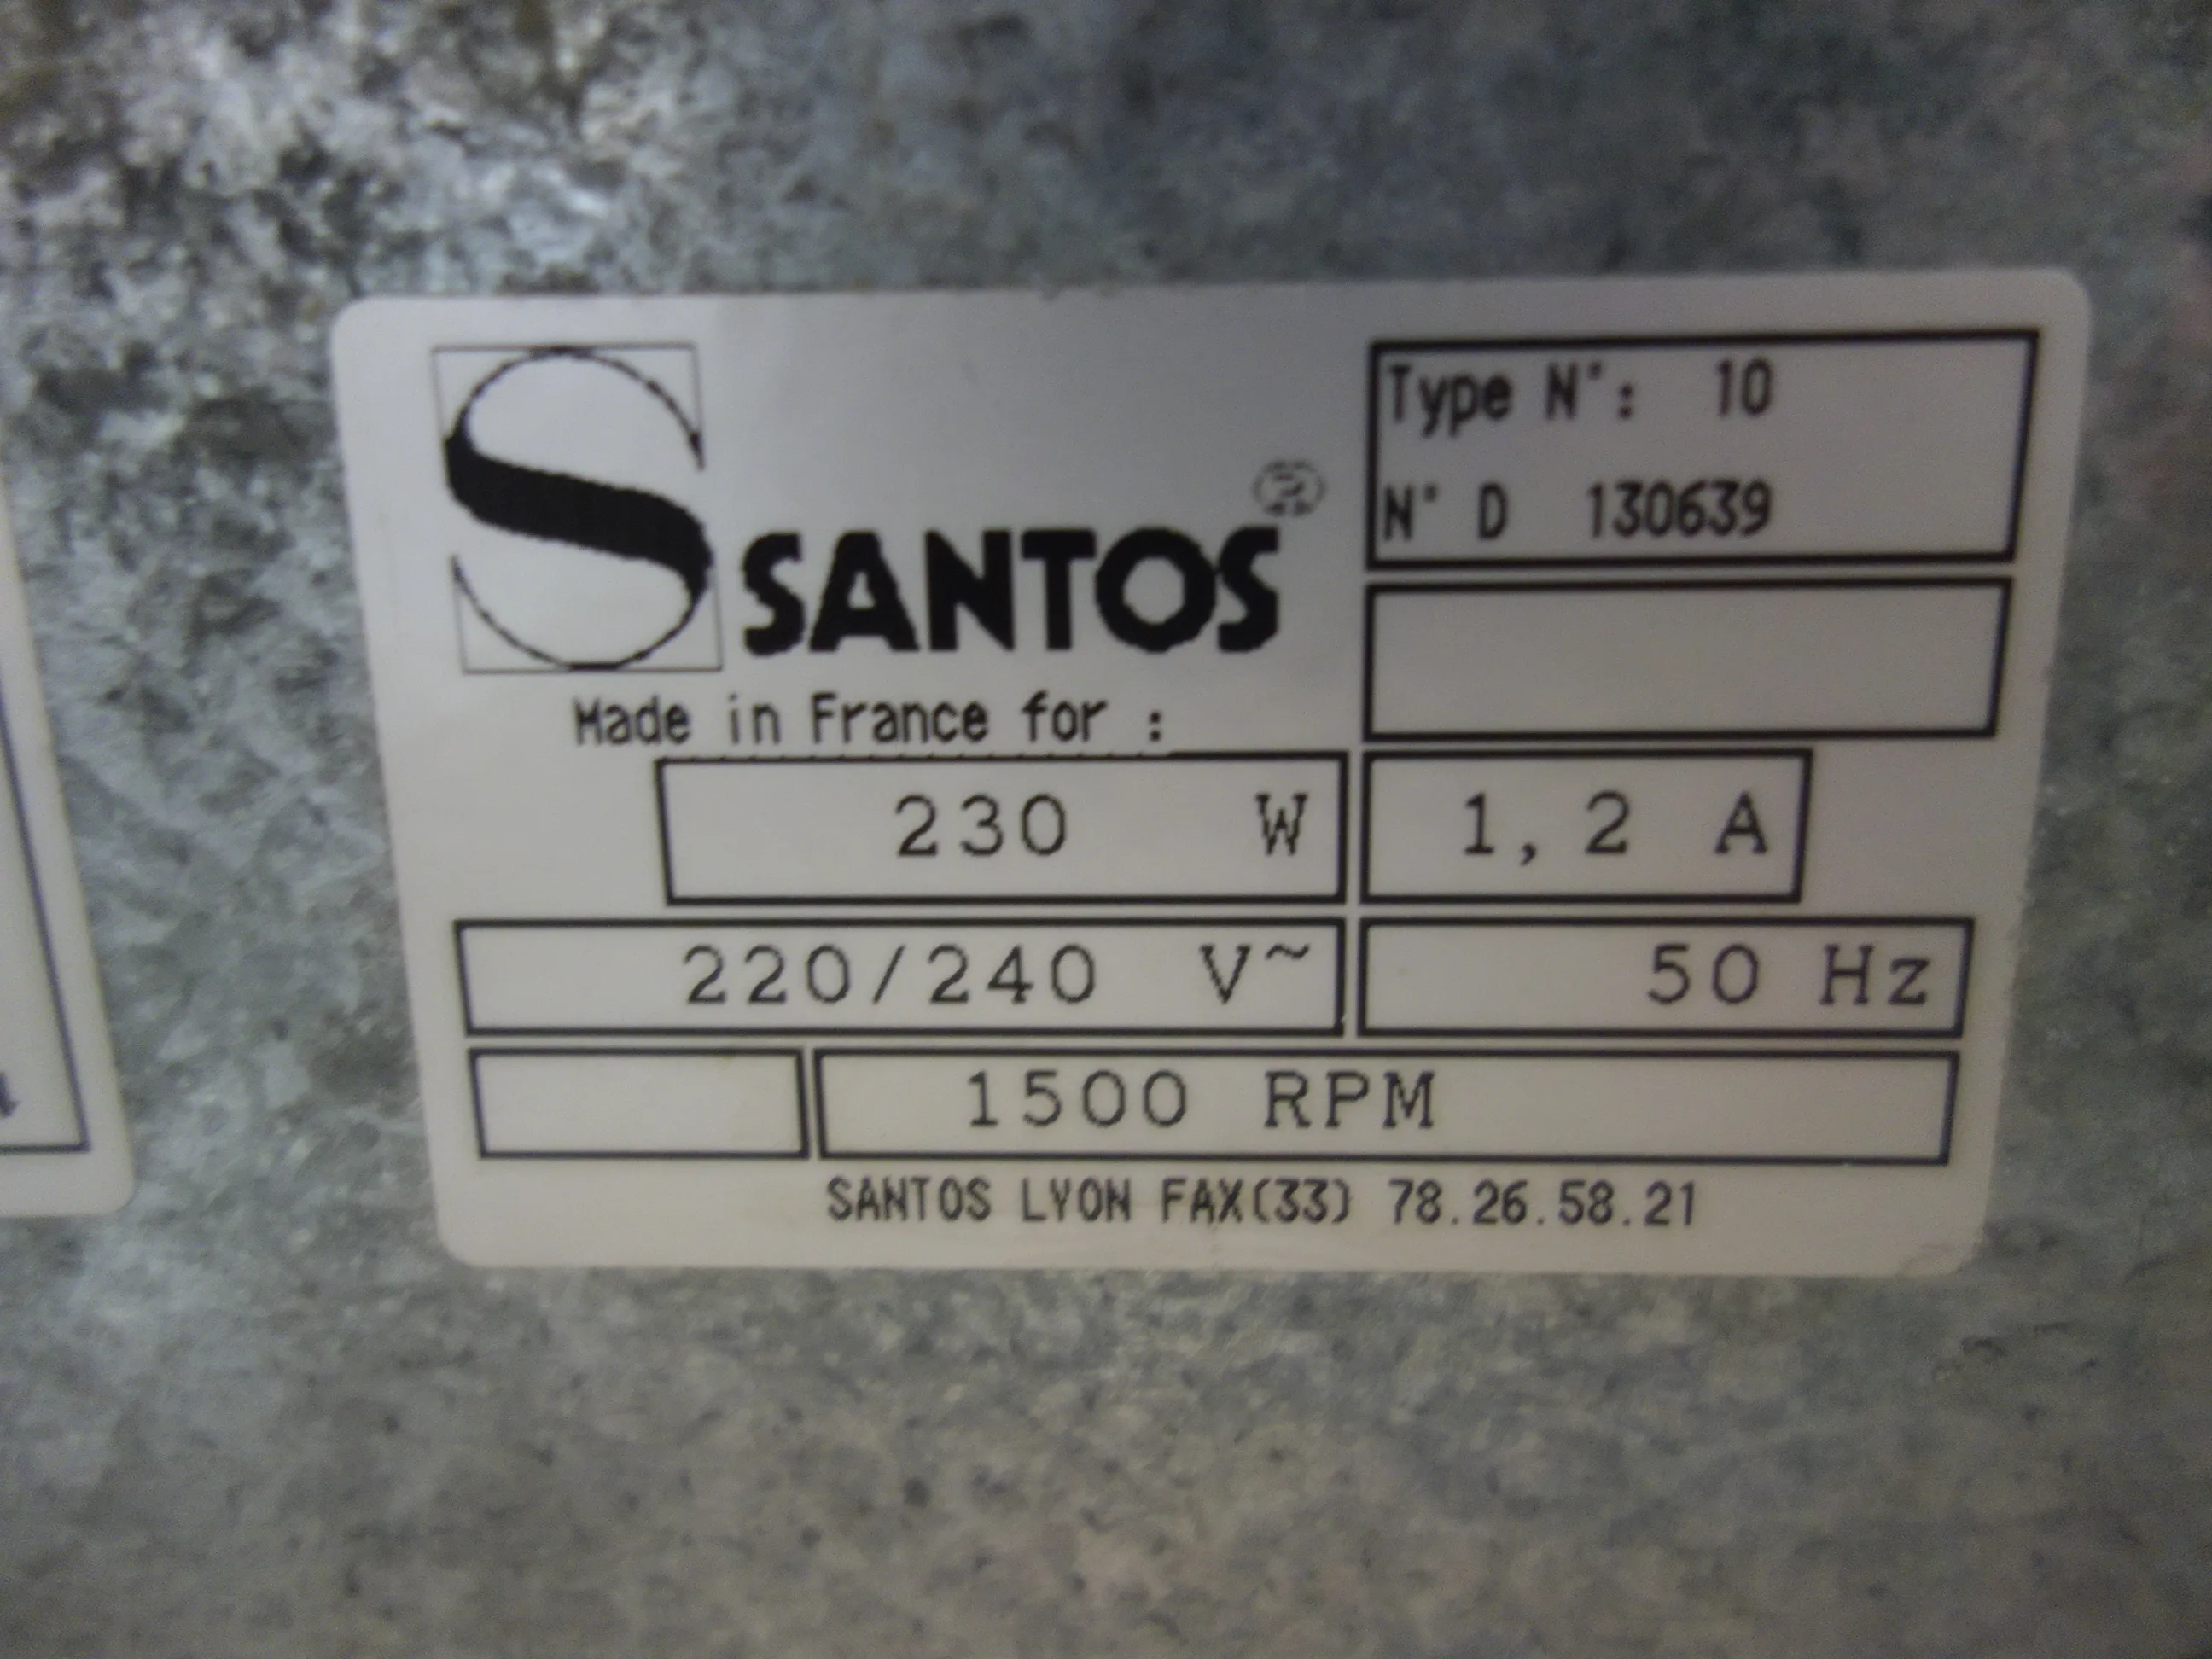 Type N°: 10
N° D 130639
S SANTOS®
Made in France for :
230 W 1,2 A
220/240 V~ 50 Hz
1500 RPM
SANTOS LYON FAX(33) 78.26.58.21